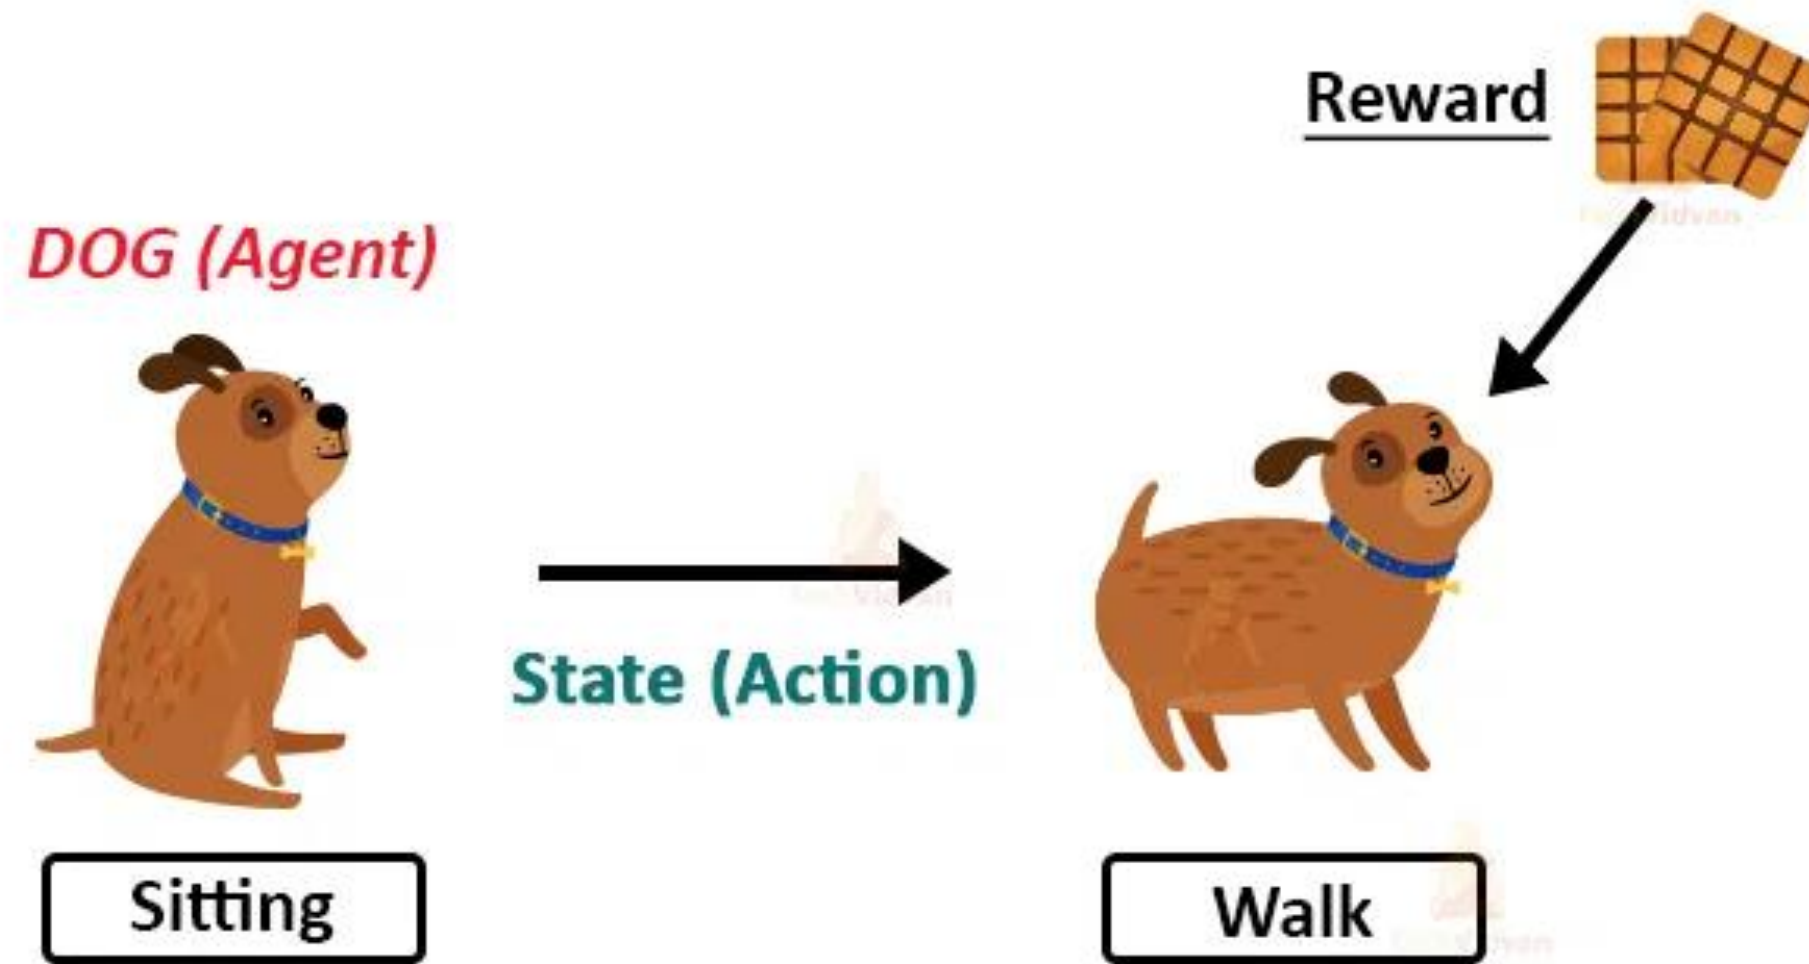 Reward
DOG (Agent)
State (Action)
Sitting
Walk